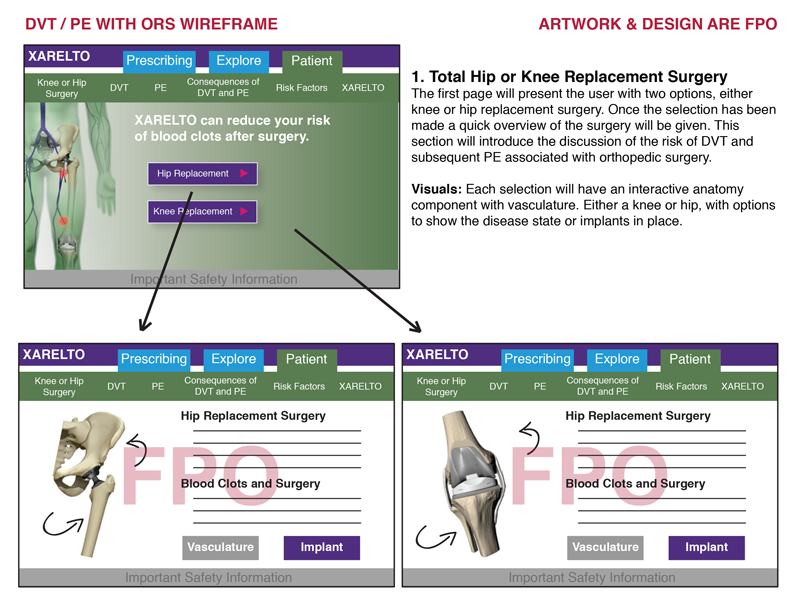 DVT / PE WITH ORS WIREFRAME
ARTWORK & DESIGN ARE FPO
XARELTO
Prescribing
Explore
Patient
Knee or Hip
Surgery
DVT
PE
Consequences of
DVT and PE
Risk Factors
XARELTO
XARELTO can reduce your risk
of blood clots after surgery.
Hip Replacement
Knee Replacement
Important Safety Information
1. Total Hip or Knee Replacement Surgery
The first page will present the user with two options, either
knee or hip replacement surgery. Once the selection has been
made a quick overview of the surgery will be given. This
section will introduce the discussion of the risk of DVT and
subsequent PE associated with orthopedic surgery.
Visuals: Each selection will have an interactive anatomy
component with vasculature. Either a knee or hip, with options
to show the disease state or implants in place.
XARELTO
Prescribing
Explore
Patient
Knee or Hip
Surgery
DVT
PE
Consequences of
DVT and PE
Risk Factors
XARELTO
Hip Replacement Surgery
FPO
Blood Clots and Surgery
Vasculature
Implant
Important Safety Information
XARELTO
Prescribing
Explore
Patient
Knee or Hip
Surgery
DVT
PE
Consequences of
DVT and PE
Risk Factors
XARELTO
Hip Replacement Surgery
FPO
Blood Clots and Surgery
Vasculature
Implant
Important Safety Information